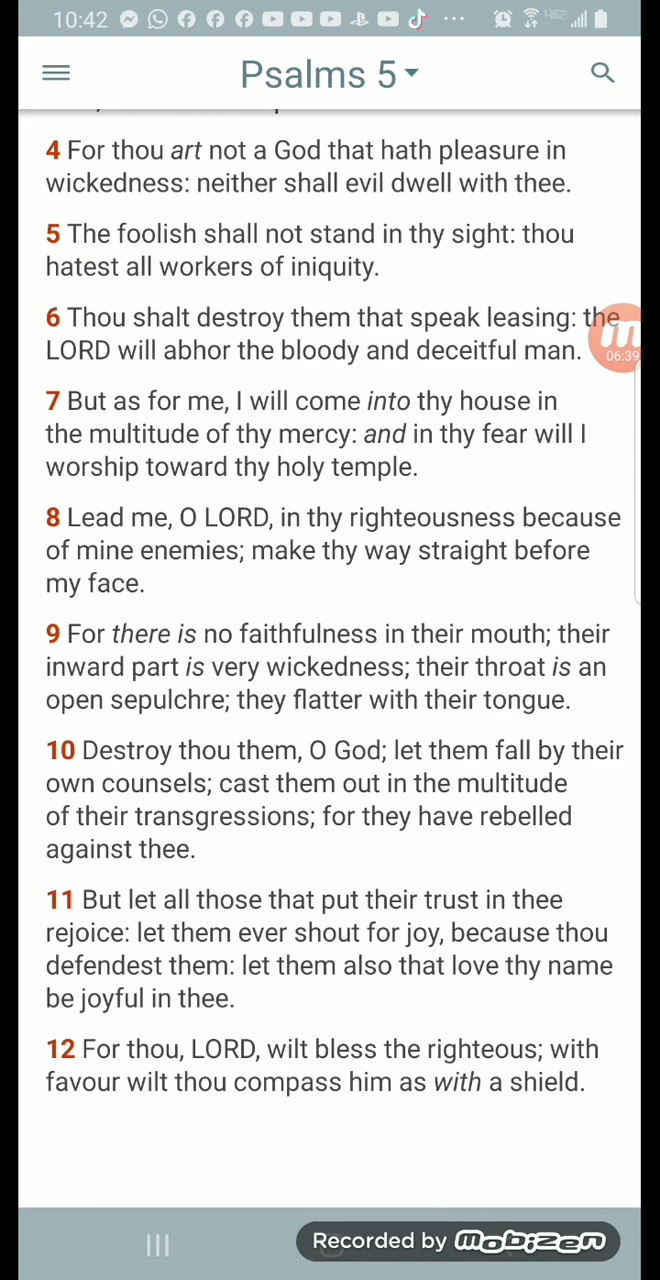 10:42
Psalms 5
4 For thou art not a God that hath pleasure in
wickedness: neither shall evil dwell with thee.
5 The foolish shall not stand in thy sight: thou
hatest all workers of iniquity.
6 Thou shalt destroy them that speak leasing: the
LORD will abhor the bloody and deceitful man.
06:39
7 But as for me, I will come into thy house in
the multitude of thy mercy: and in thy fear will I
worship toward thy holy temple.
8 Lead me, O LORD, in thy righteousness because
of mine enemies; make thy way straight before
my face.
9 For there is no faithfulness in their mouth; their
inward part is very wickedness; their throat is an
open sepulchre; they flatter with their tongue.
10 Destroy thou them, O God; let them fall by their
own counsels; cast them out in the multitude
of their transgressions; for they have rebelled
against thee.
11 But let all those that put their trust in thee
rejoice: let them ever shout for joy, because thou
defendest them: let them also that love thy name
be joyful in thee.
12 For thou, LORD, wilt bless the righteous; with
favour wilt thou compass him as with a shield.
Recorded by mobizen